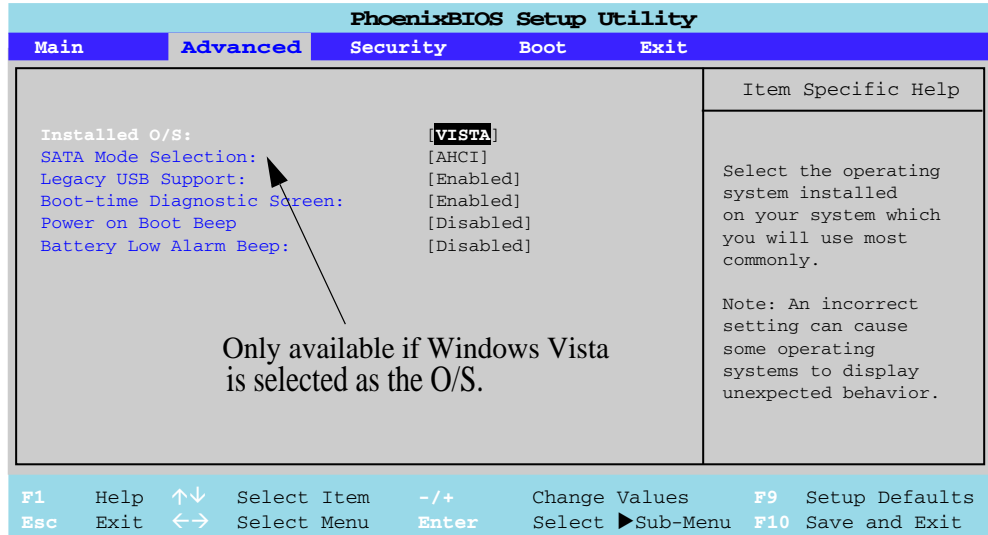 PhoenixBIOS Setup Utility
Main Advanced Security Boot Exit
Item Specific Help
Installed O/S: [VISTA]
SATA Mode Selection: [AHCI]
Legacy USB Support: [Enabled]
Boot-time Diagnostic Screen: [Enabled]
Power on Boot Beep [Disabled]
Battery Low Alarm Beep: [Disabled]
Only available if Windows Vista
is selected as the O/S.
Select the operating
system installed
on your system which
you will use most
commonly.
Note: An incorrect
setting can cause
some operating
systems to display
unexpected behavior.
F1 Help ↑↓ Select Item -/+ Change Values F9 Setup Defaults
Esc Exit ←→ Select Menu Enter Select ▶Sub-Menu F10 Save and Exit